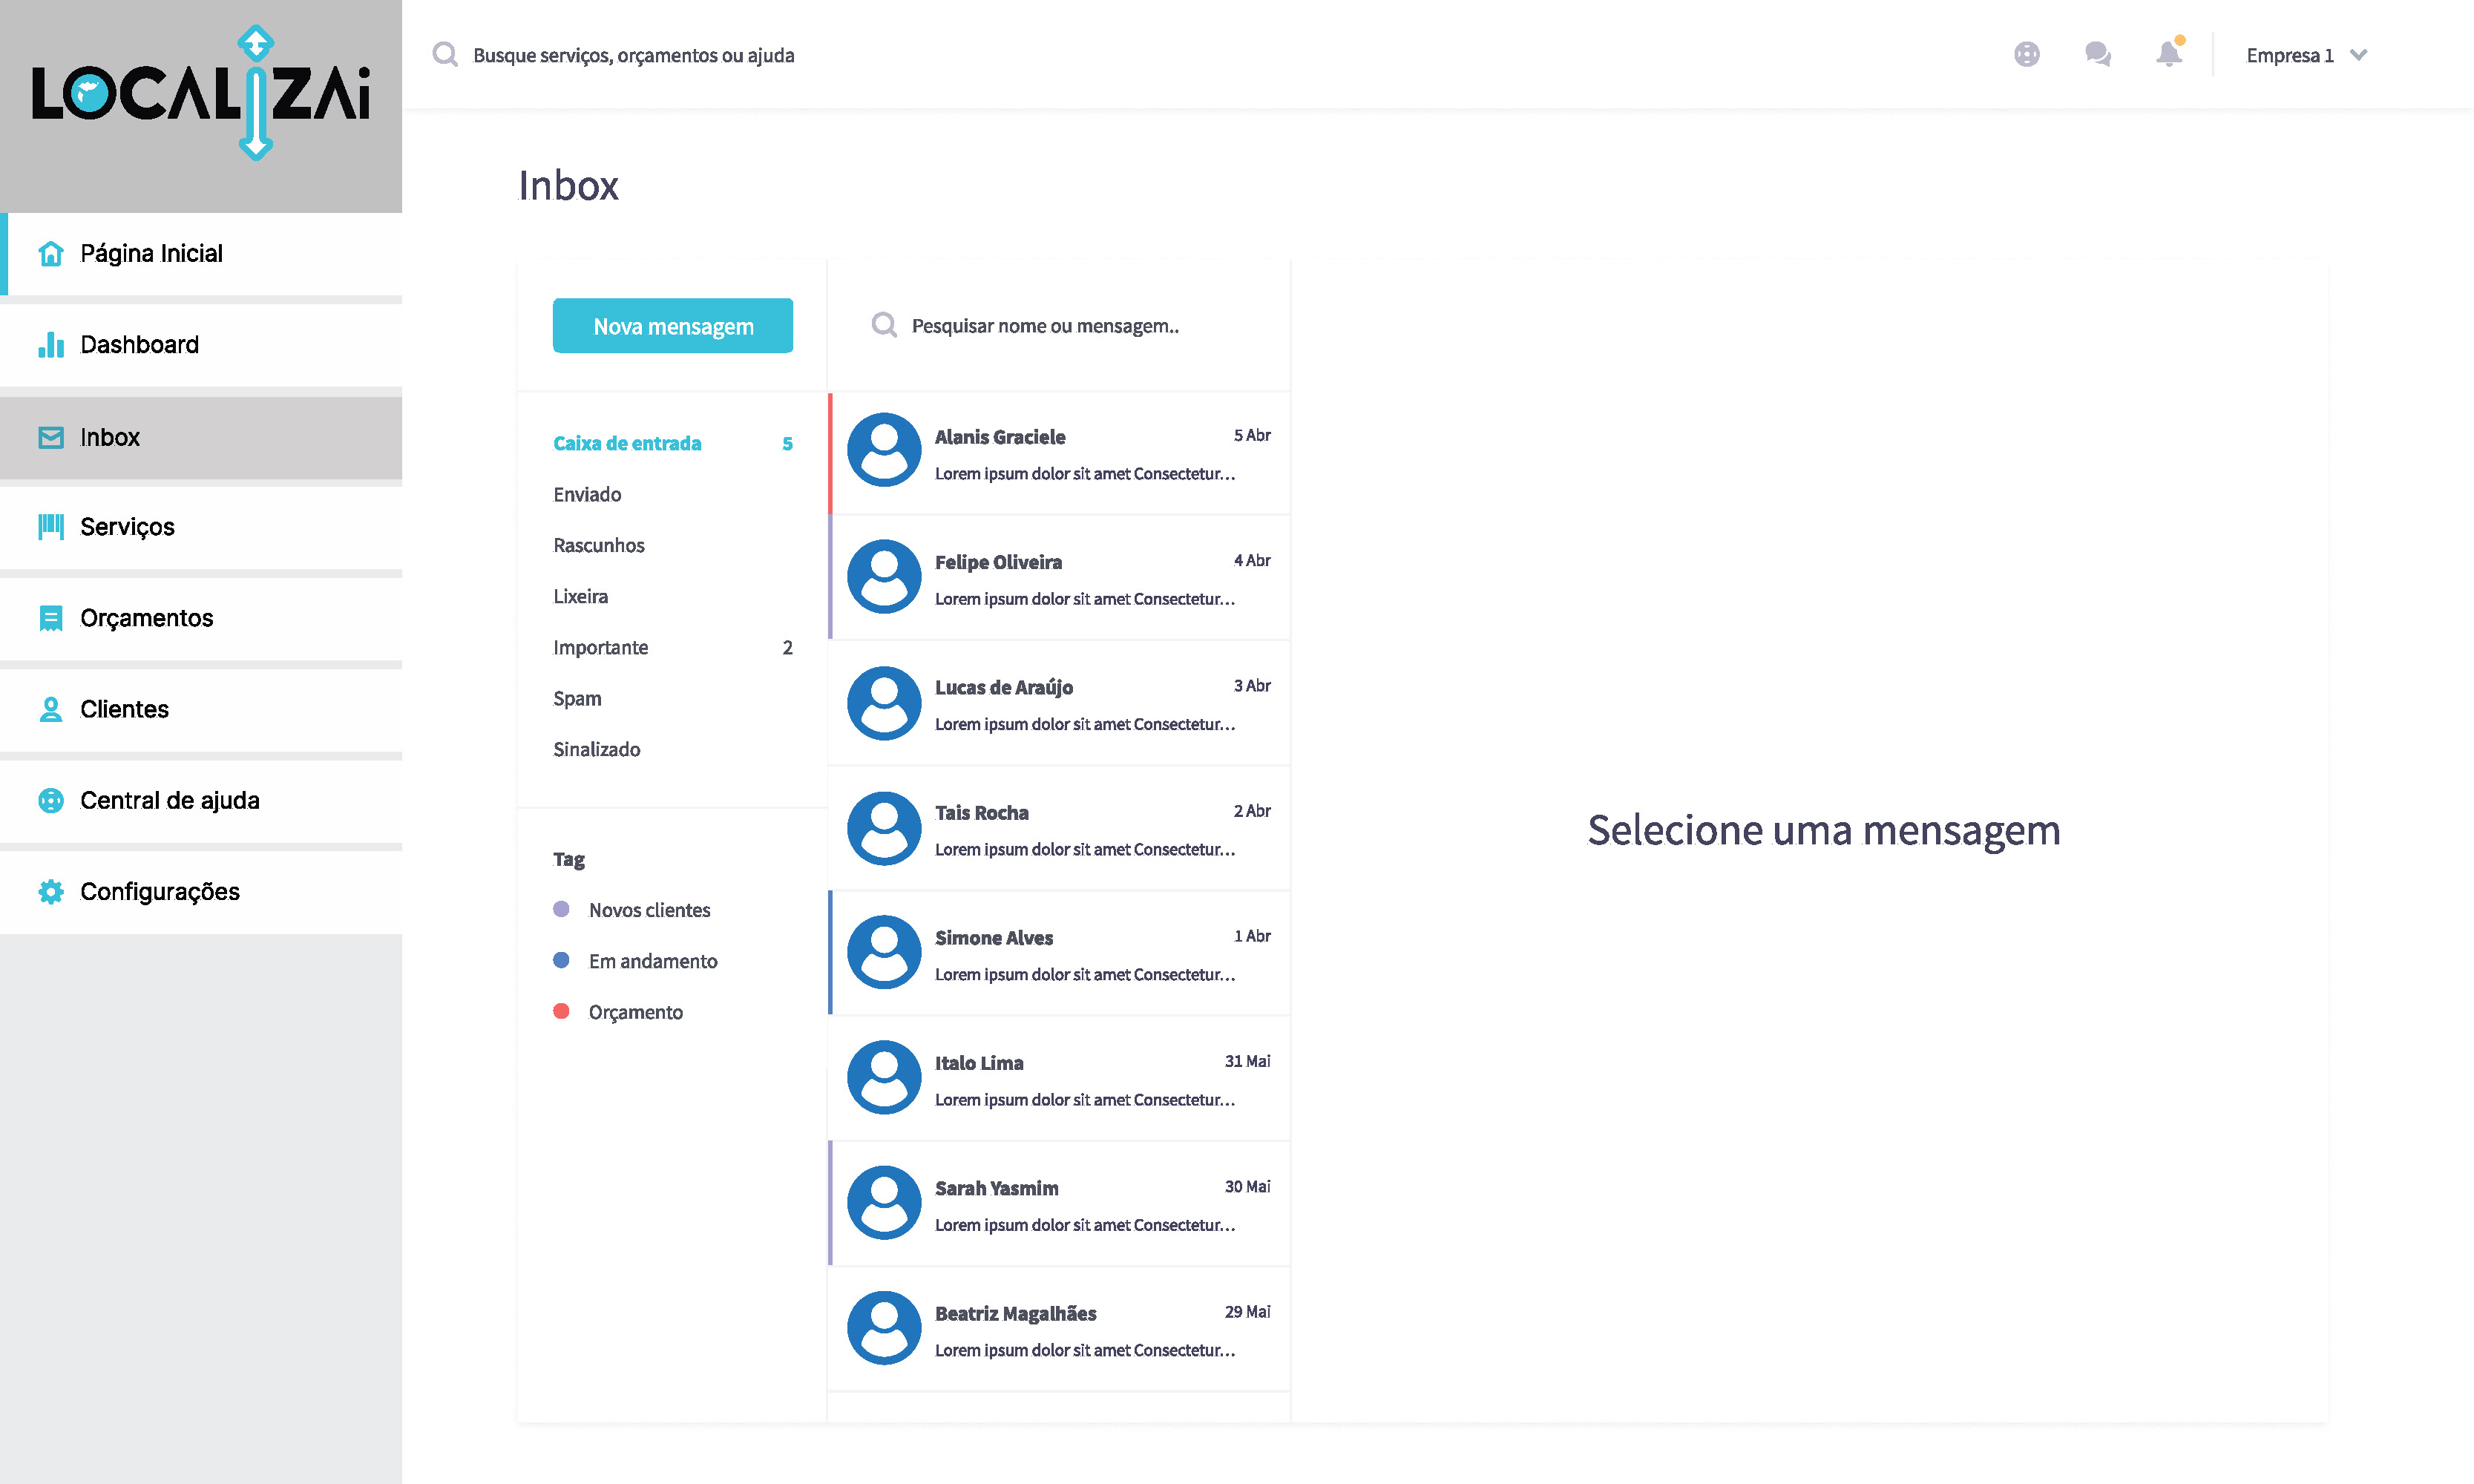 LOCALiZAi
Busque serviços, orçamentos ou ajuda
Empresa 1
Página Inicial
Dashboard
Inbox
Serviços
Orçamentos
Clientes
Central de ajuda
Configurações
Inbox
Nova mensagem
Caixa de entrada 5
Enviado
Rascunhos
Lixeira
Importante 2
Spam
Sinalizado
Tag
Novos clientes
Em andamento
Orçamento
Pesquisar nome ou mensagem..
Alanis Graciele 5 Abr
Lorem ipsum dolor sit amet Consectetur...
Felipe Oliveira 4 Abr
Lorem ipsum dolor sit amet Consectetur...
Lucas de Araújo 3 Abr
Lorem ipsum dolor sit amet Consectetur...
Tais Rocha 2 Abr
Lorem ipsum dolor sit amet Consectetur...
Simone Alves 1 Abr
Lorem ipsum dolor sit amet Consectetur...
Italo Lima 31 Mai
Lorem ipsum dolor sit amet Consectetur...
Sarah Yasmim 30 Mai
Lorem ipsum dolor sit amet Consectetur...
Beatriz Magalhães 29 Mai
Lorem ipsum dolor sit amet Consectetur...
Selecione uma mensagem